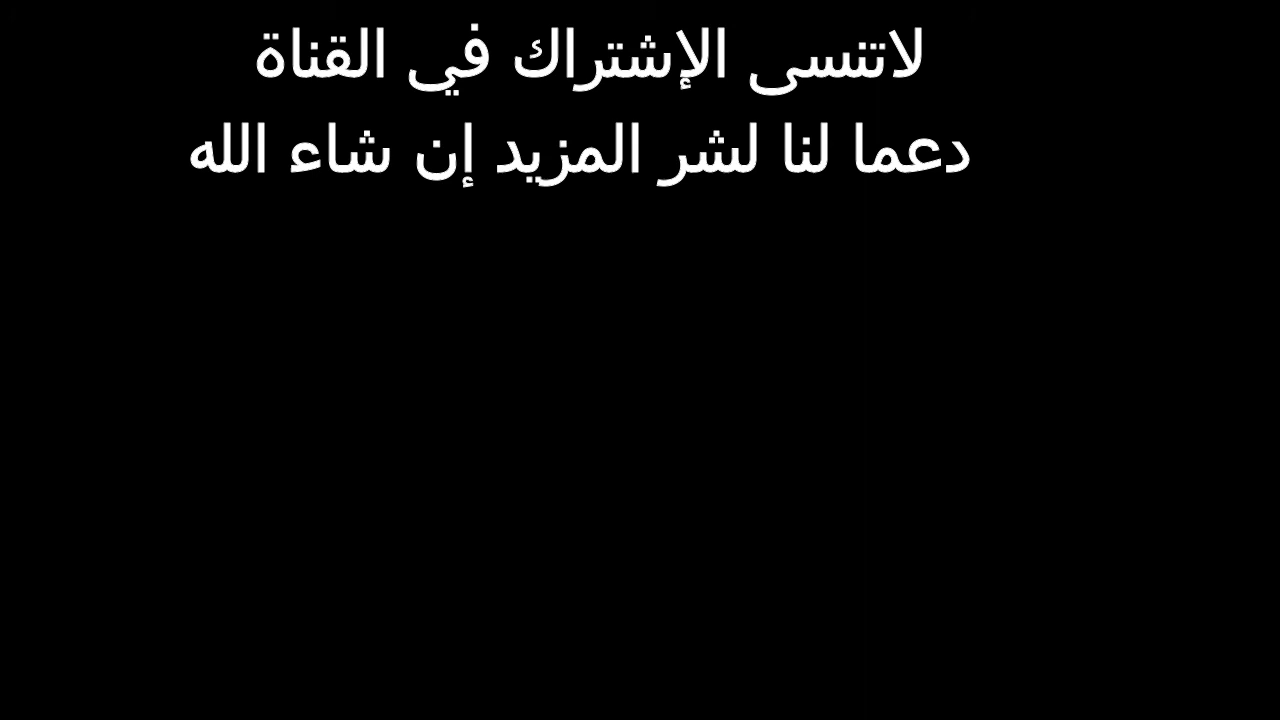 لاتنسى الإشتراك في القناة
دعما لنا لشر المزيد إن شاء الله